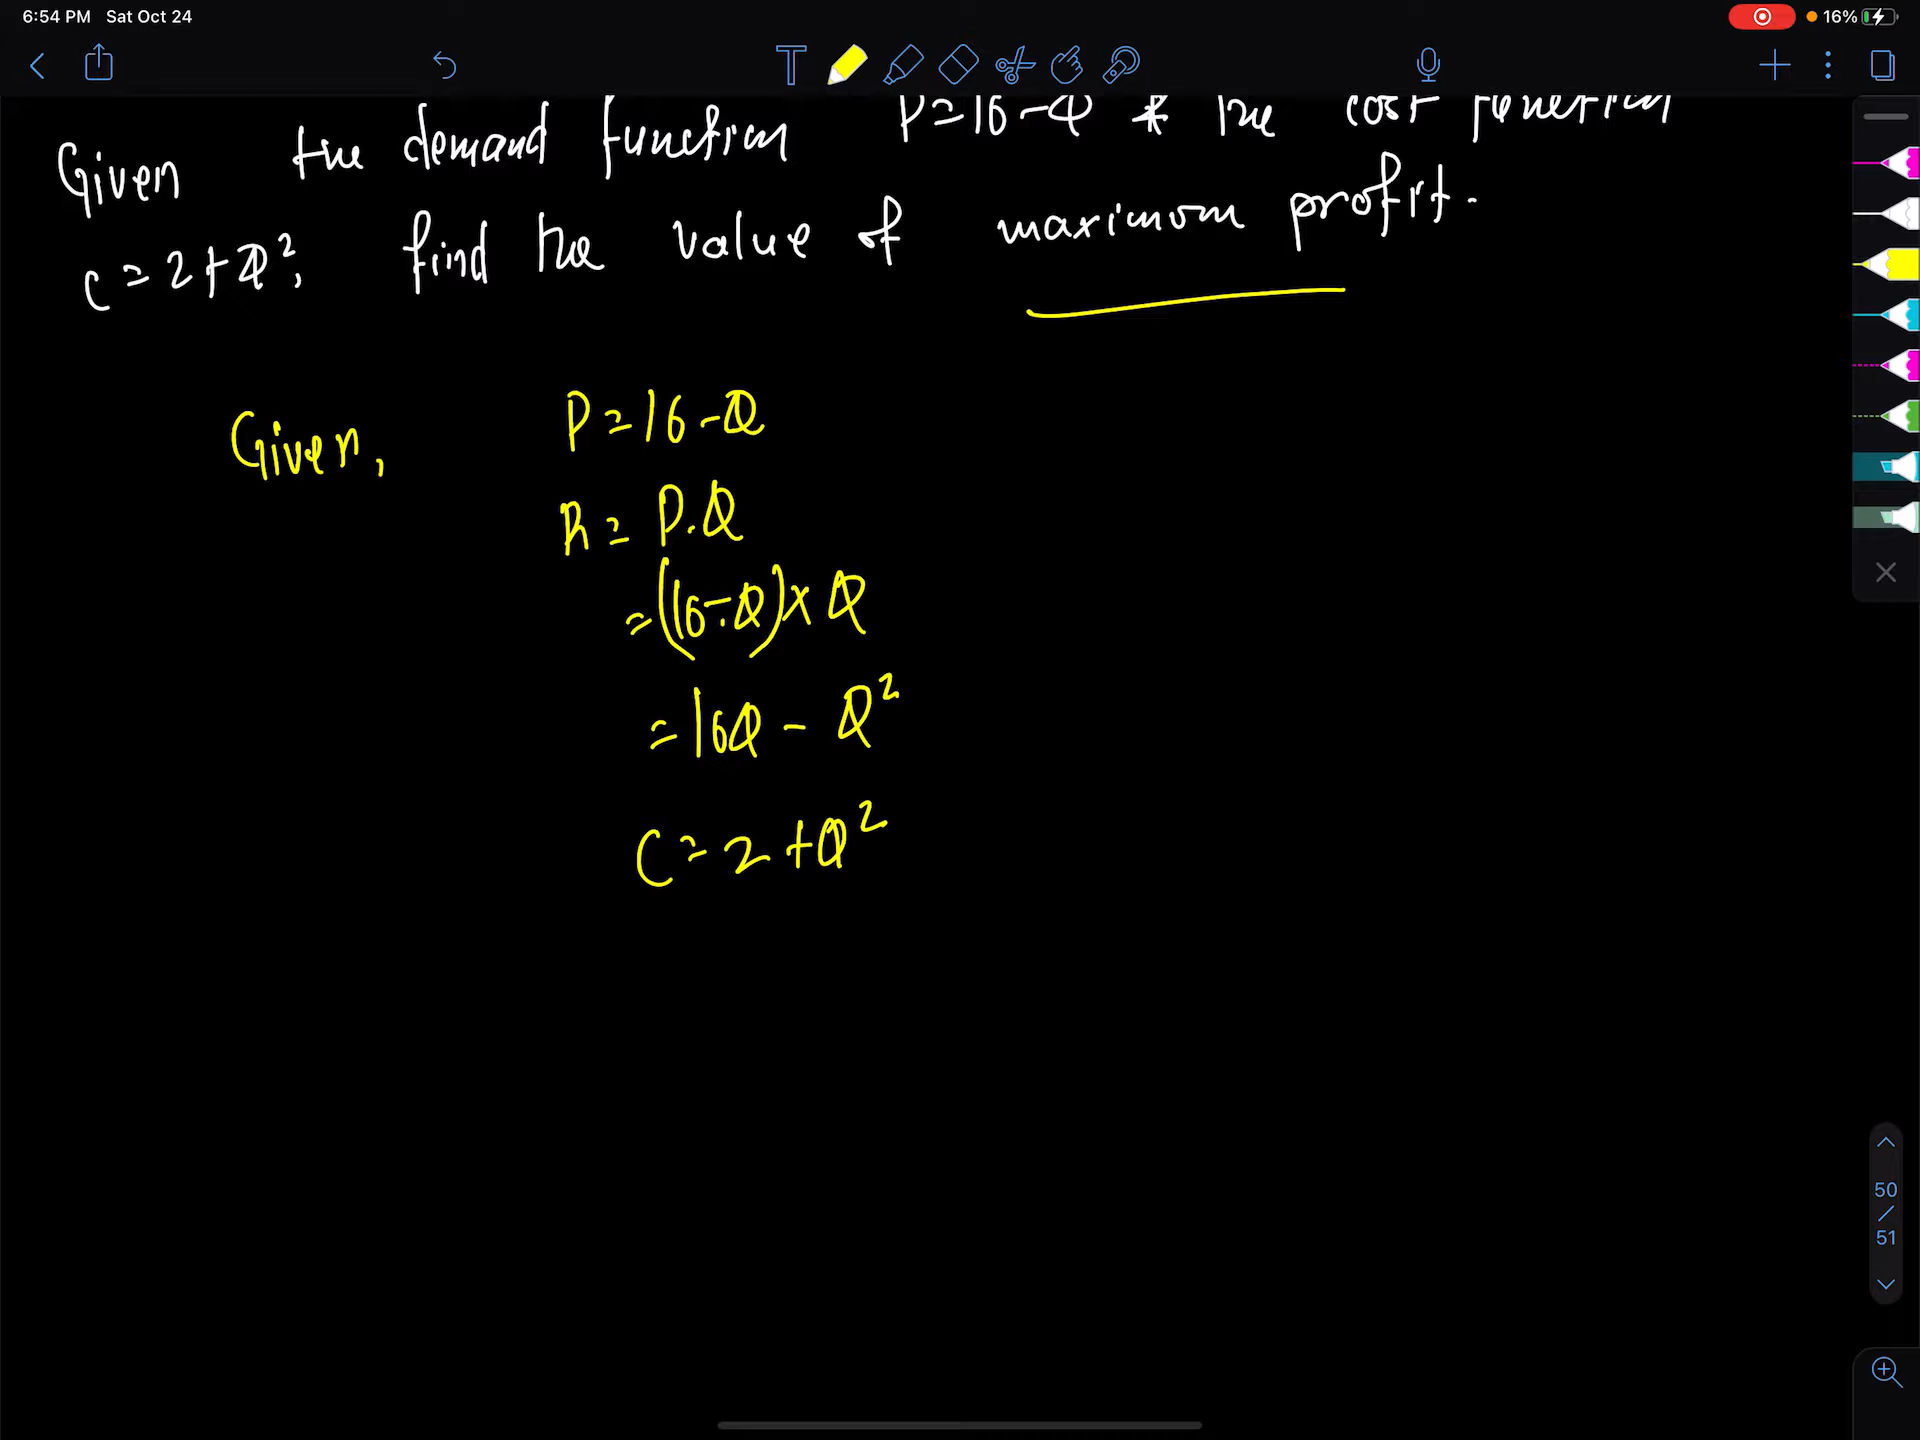 6:54 PM Sat Oct 24
16%
Given the demand function P=16-Q & the cost function
C = 2+Q², find the value of maximum profit.
Given, P=16-Q
R = P.Q
=(16-Q)×Q
=16Q - Q²
C=2+Q²
50
/
51